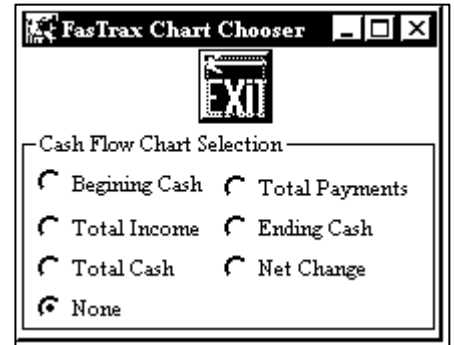 FasTrax Chart Chooser
EXIT
Cash Flow Chart Selection
Begining Cash Total Payments
Total Income Ending Cash
Total Cash Net Change
None